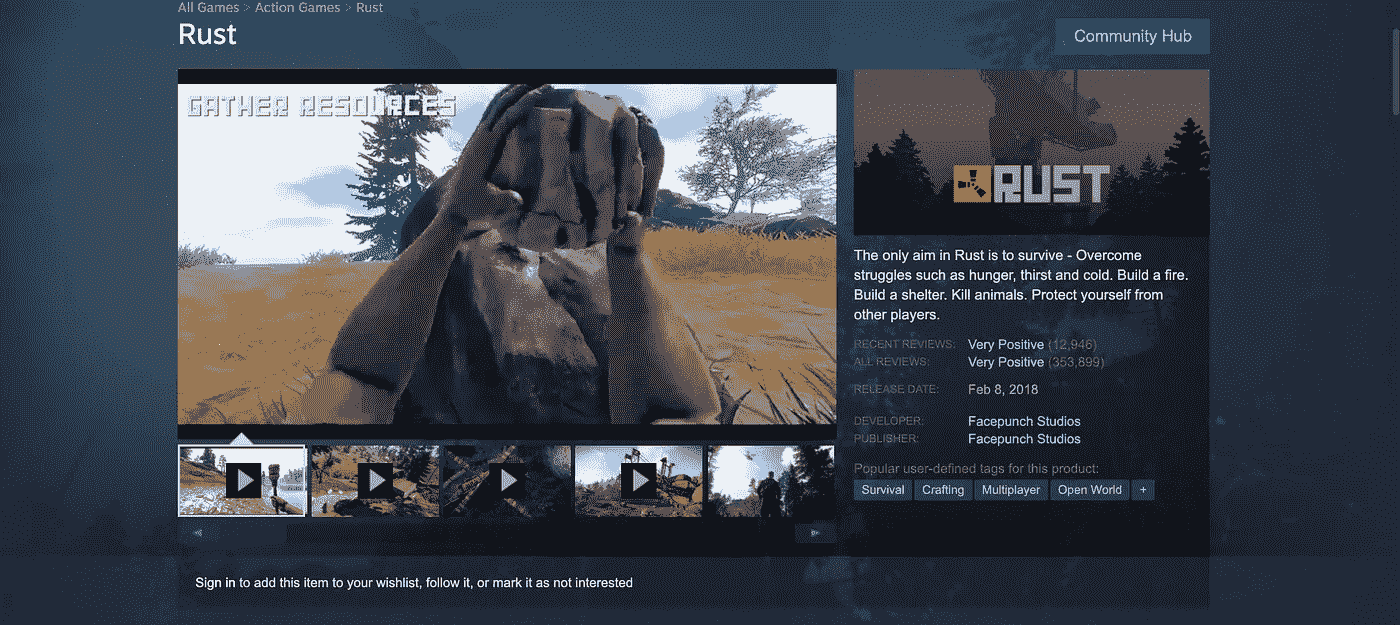 All Games > Action Games > Rust
Rust
Community Hub
GATHER RESOURCES
RUST
The only aim in Rust is to survive - Overcome
struggles such as hunger, thirst and cold. Build a fire.
Build a shelter. Kill animals. Protect yourself from
other players.
RECENT REVIEWS: Very Positive (12,946)
ALL REVIEWS: Very Positive (353,899)
RELEASE DATE: Feb 8, 2018
DEVELOPER: Facepunch Studios
PUBLISHER: Facepunch Studios
Popular user-defined tags for this product:
Survival Crafting Multiplayer Open World +
Sign in to add this item to your wishlist, follow it, or mark it as not interested